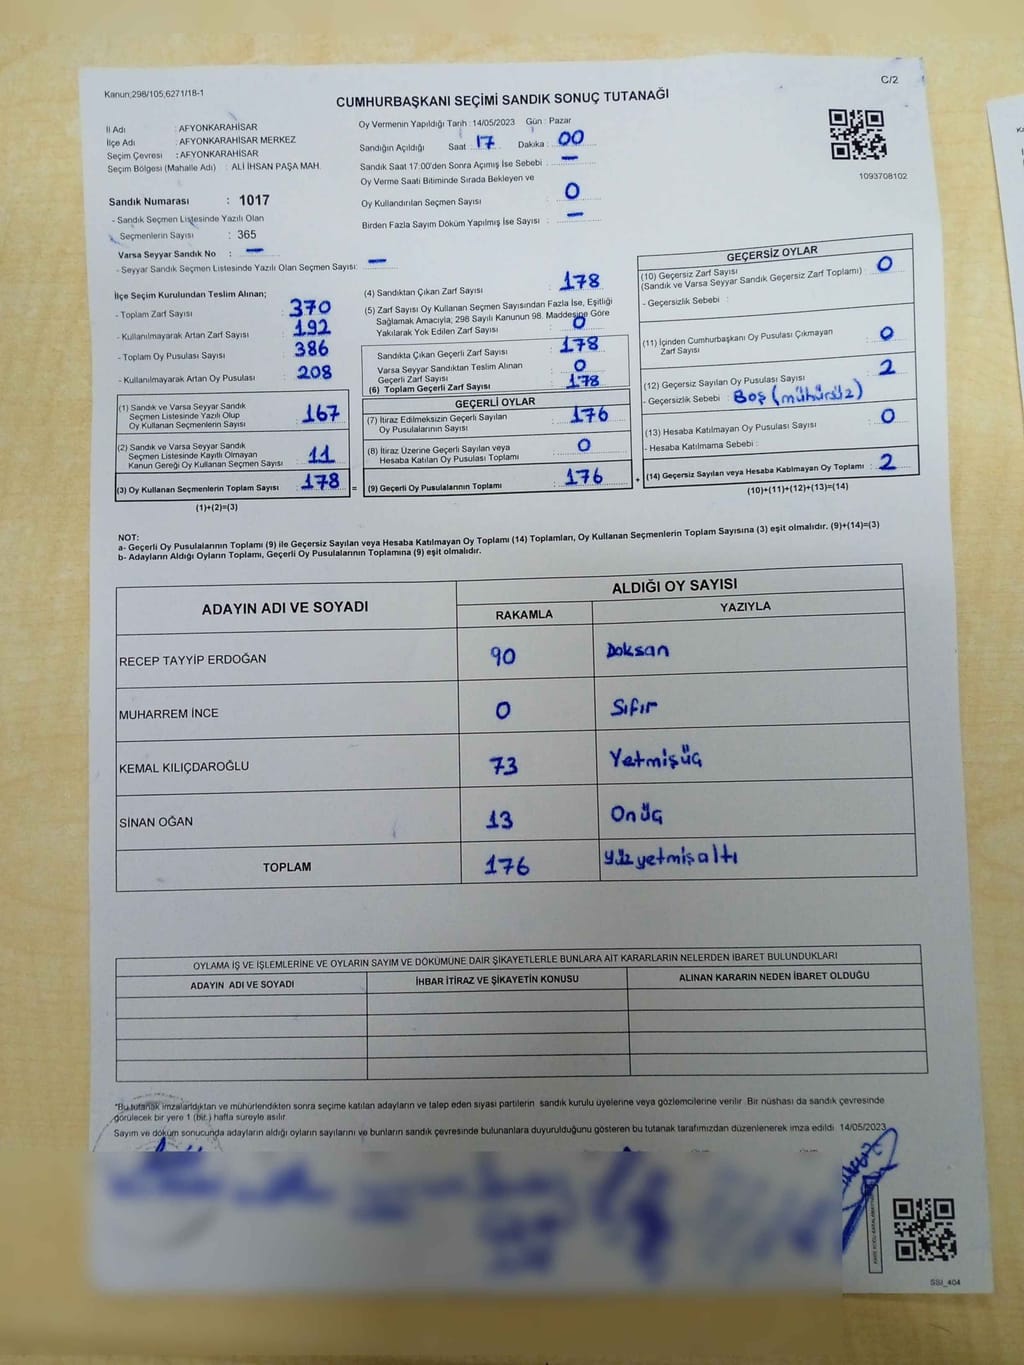 Kanun;298/105;6271/18-1
C/2
CUMHURBAŞKANI SEÇİMİ SANDIK SONUÇ TUTANAĞI
İl Adı : AFYONKARAHİSAR
İlçe Adı : AFYONKARAHİSAR MERKEZ
Seçim Çevresi : AFYONKARAHİSAR
Seçim Bölgesi (Mahalle Adı) : ALİ İHSAN PAŞA MAH.
Sandık Numarası : 1017
- Sandık Seçmen Listesinde Yazılı Olan
Seçmenlerin Sayısı : 365
Varsa Seyyar Sandık No : —
- Seyyar Sandık Seçmen Listesinde Yazılı Olan Seçmen Sayısı: —
Oy Vermenin Yapıldığı Tarih : 14/05/2023 Gün : Pazar
Sandığın Açıldığı Saat : 17 Dakika : 00
Sandık Saat 17:00'den Sonra Açımış İse Sebebi : —
Oy Verme Saati Bitiminde Sırada Bekleyen ve
Oy Kullandırılan Seçmen Sayısı : 0
Birden Fazla Sayım Döküm Yapılmış İse Sayısı : —
1093708102
İlçe Seçim Kurulundan Teslim Alınan;
- Toplam Zarf Sayısı : 370
- Kullanılmayarak Artan Zarf Sayısı : 192
- Toplam Oy Pusulası Sayısı : 386
- Kullanılmayarak Artan Oy Pusulası : 208
(1) Sandık ve Varsa Seyyar Sandık
Seçmen Listesinde Yazılı Olup
Oy Kullanan Seçmenlerin Sayısı : 167
(2) Sandık ve Varsa Seyyar Sandık
Seçmen Listesinde Kayıtlı Olmayan
Kanun Gereği Oy Kullanan Seçmen Sayısı : 11
(3) Oy Kullanan Seçmenlerin Toplam Sayısı : 178 =
(1)+(2)=(3)
(4) Sandıktan Çıkan Zarf Sayısı : 178
(5) Zarf Sayısı Oy Kullanan Seçmen Sayısından Fazla İse, Eşitliği
Sağlamak Amacıyla; 298 Sayılı Kanunun 98. Maddesine Göre
Yakılarak Yok Edilen Zarf Sayısı : 0
Sandıkta Çıkan Geçerli Zarf Sayısı : 178
Varsa Seyyar Sandıktan Teslim Alınan
Geçerli Zarf Sayısı : 0
(6) Toplam Geçerli Zarf Sayısı : 178
GEÇERLİ OYLAR
(7) İtiraz Edilmeksizin Geçerli Sayılan
Oy Pusulalarının Sayısı : 176
(8) İtiraz Üzerine Geçerli Sayılan veya
Hesaba Katılan Oy Pusulası Toplamı : 0
(9) Geçerli Oy Pusulalarının Toplamı : 176 +
GEÇERSİZ OYLAR
(10) Geçersiz Zarf Sayısı
(Sandık ve Varsa Seyyar Sandık Geçersiz Zarf Toplamı) : 0
- Geçersizlik Sebebi :
(11) İçinden Cumhurbaşkanı Oy Pusulası Çıkmayan
Zarf Sayısı : 0
(12) Geçersiz Sayılan Oy Pusulası Sayısı : 2
- Geçersizlik Sebebi : Boş (mühürsüz)
(13) Hesaba Katılmayan Oy Pusulası Sayısı : 0
- Hesaba Katılmama Sebebi :
(14) Geçersiz Sayılan veya Hesaba Katılmayan Oy Toplamı : 2
(10)+(11)+(12)+(13)=(14)
NOT:
a- Geçerli Oy Pusulalarının Toplamı (9) ile Geçersiz Sayılan veya Hesaba Katılmayan Oy Toplamı (14) Toplamları, Oy Kullanan Seçmenlerin Toplam Sayısına (3) eşit olmalıdır. (9)+(14)=(3)
b- Adayların Aldığı Oyların Toplamı, Geçerli Oy Pusulalarının Toplamına (9) eşit olmalıdır.
ADAYIN ADI VE SOYADI ALDIĞI OY SAYISI
RAKAMLA YAZIYLA
RECEP TAYYİP ERDOĞAN 90 Doksan
MUHARREM İNCE 0 Sıfır
KEMAL KILIÇDAROĞLU 73 Yetmişüç
SİNAN OĞAN 13 Onüç
TOPLAM 176 Yüzyetmişaltı
OYLAMA İŞ VE İŞLEMLERİNE VE OYLARIN SAYIM VE DÖKÜMÜNE DAİR ŞİKAYETLERLE BUNLARA AİT KARARLARIN NELERDEN İBARET BULUNDUKLARI
ADAYIN ADI VE SOYADI İHBAR İTİRAZ VE ŞİKAYETİN KONUSU ALINAN KARARIN NEDEN İBARET OLDUĞU
*Bu tutanak imzalandıktan ve mühürlendikten sonra seçime katılan adayların ve talep eden siyasi partilerin sandık kurulu üyelerine veya gözlemcilerine verilir. Bir nüshası da sandık çevresinde
görülecek bir yere 1 (bir) hafta süreyle asılır.
Sayım ve döküm sonucunda adayların aldığı oyların sayılarını ve bunların sandık çevresinde bulunanlara duyurulduğunu gösteren bu tutanak tarafımızdan düzenlenerek imza edildi. 14/05/2023
SSI_404